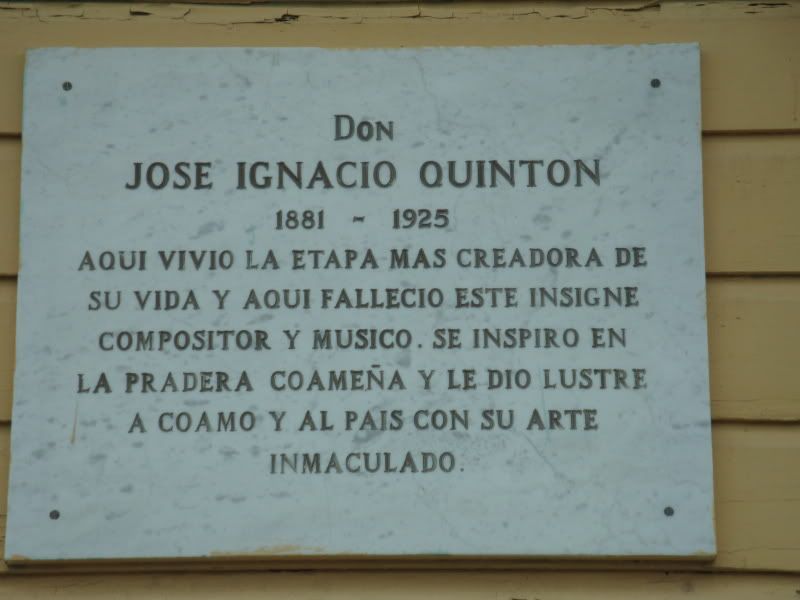 Don
JOSE IGNACIO QUINTON
1881 - 1925
AQUI VIVIO LA ETAPA MAS CREADORA DE
SU VIDA Y AQUI FALLECIO ESTE INSIGNE
COMPOSITOR Y MUSICO. SE INSPIRO EN
LA PRADERA COAMEÑA Y LE DIO LUSTRE
A COAMO Y AL PAIS CON SU ARTE
INMACULADO.